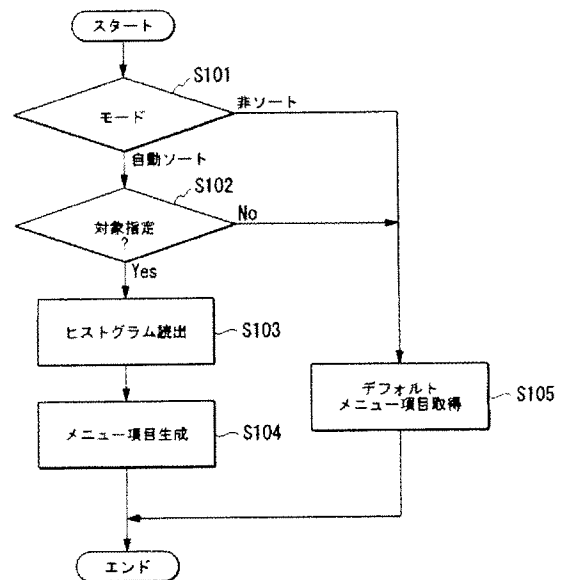 スタート
S101
モード
非ソート
自動ソート
S102
対象指定
?
No
Yes
ヒストグラム読出
S103
デフォルト
メニュー項目取得
S105
メニュー項目生成
S104
エンド